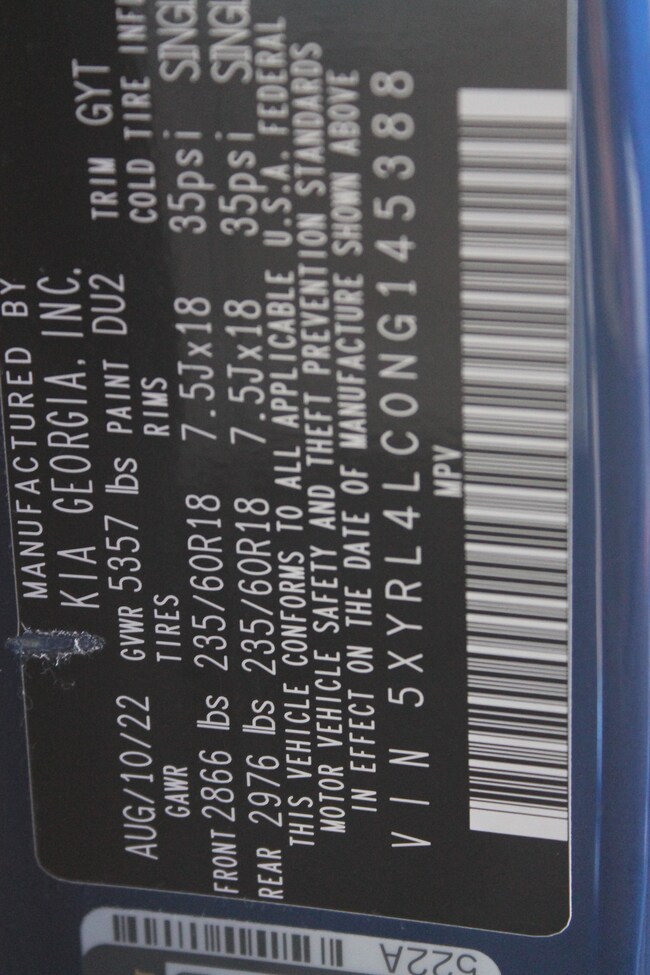 MANUFACTURED BY
KIA GEORGIA, INC.
AUG/10/22 GVWR 5357 lbs PAINT DU2 TRIM GYT
GAWR TIRES RIMS COLD TIRE
FRONT 2866 lbs 235/60R18 7.5Jx18 35psi
REAR 2976 lbs 235/60R18 7.5Jx18 35psi
THIS VEHICLE CONFORMS TO ALL APPLICABLE U.S.A. FEDERAL
MOTOR VEHICLE SAFETY AND THEFT PREVENTION STANDARDS
IN EFFECT ON THE DATE OF MANUFACTURE SHOWN ABOVE
VIN 5XYRL4LC0NG145388
MPV
522A